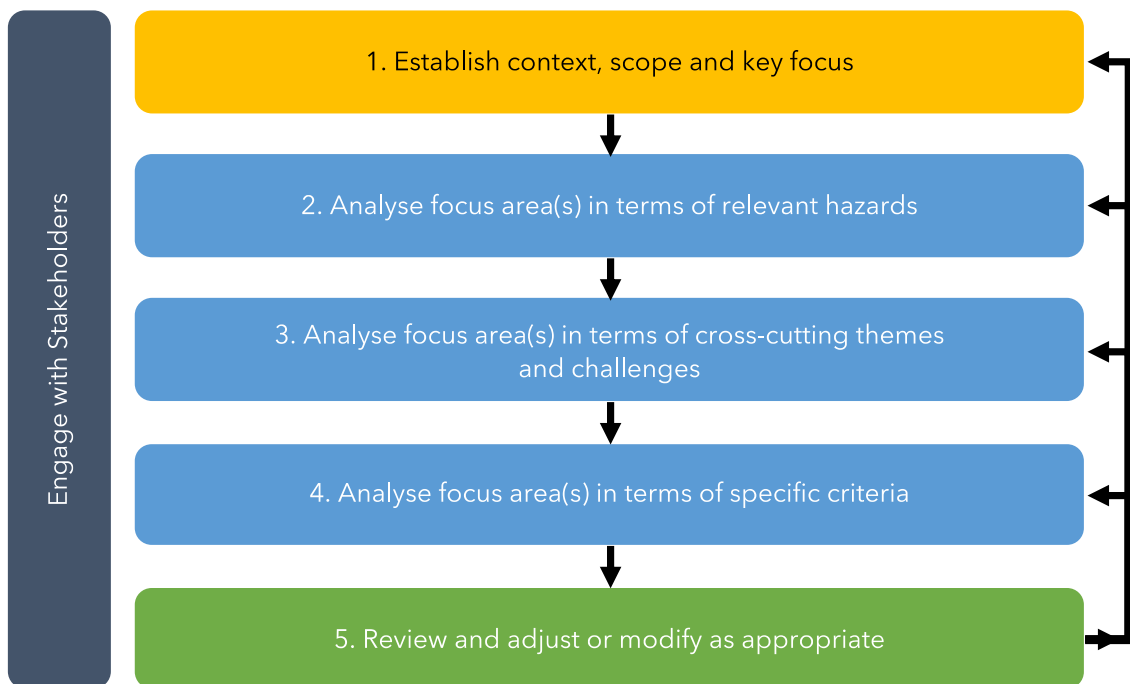 Engage with Stakeholders
1. Establish context, scope and key focus
2. Analyse focus area(s) in terms of relevant hazards
3. Analyse focus area(s) in terms of cross-cutting themes
and challenges
4. Analyse focus area(s) in terms of specific criteria
5. Review and adjust or modify as appropriate